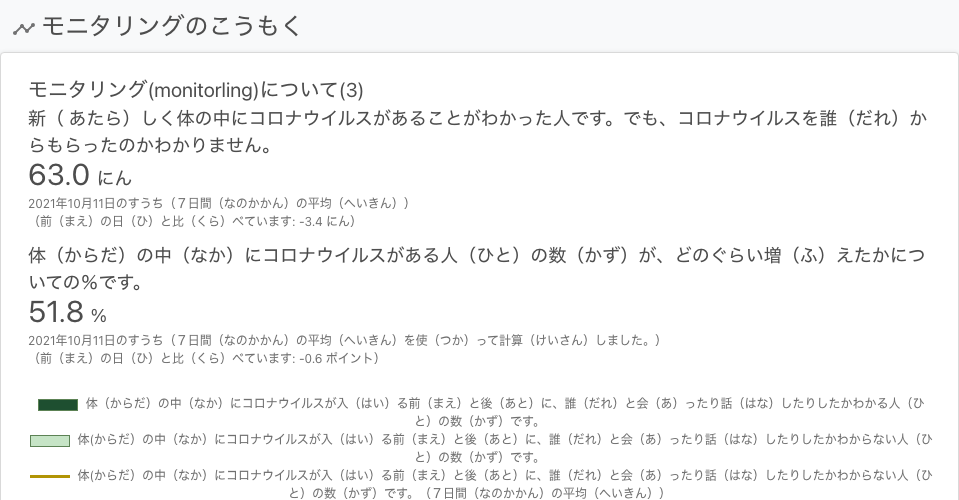 モニタリングのこうもく
モニタリング(monitorling)について(3)
新（ あたら）しく体の中にコロナウイルスがあることがわかった人です。でも、コロナウイルスを誰（だれ）か
らもらったのかわかりません。
63.0 にん
2021年10月11日のすうち（７日間（なのかかん）の平均（へいきん））
（前（まえ）の日（ひ）と比（くら）べています: -3.4 にん）
体（からだ）の中（なか）にコロナウイルスがある人（ひと）の数（かず）が、どのぐらい増（ふ）えたかにつ
いての%です。
51.8 %
2021年10月11日のすうち（７日間（なのかかん）の平均（へいきん）を使（つか）って計算（けいさん）しました。）
（前（まえ）の日（ひ）と比（くら）べています: -0.6 ポイント）
体（からだ）の中（なか）にコロナウイルスが入（はい）る前（まえ）と後（あと）に、誰（だれ）と会（あ）ったり話（はな）したりしたかわかる人（ひ
と）の数（かず）です。
体(からだ）の中（なか）にコロナウイルスが入（はい）る前（まえ）と後（あと）に、誰（だれ）と会（あ）ったり話（はな）したりしたかわからない人（ひ
と）の数（かず）です。
体(からだ）の中（なか）にコロナウイルスが入（はい）る前（まえ）と後（あと）に、誰（だれ）と会（あ）ったり話（はな）したりしたかわからない人（ひ
と）の数（かず）です。（７日間（なのかかん）の平均（へいきん））